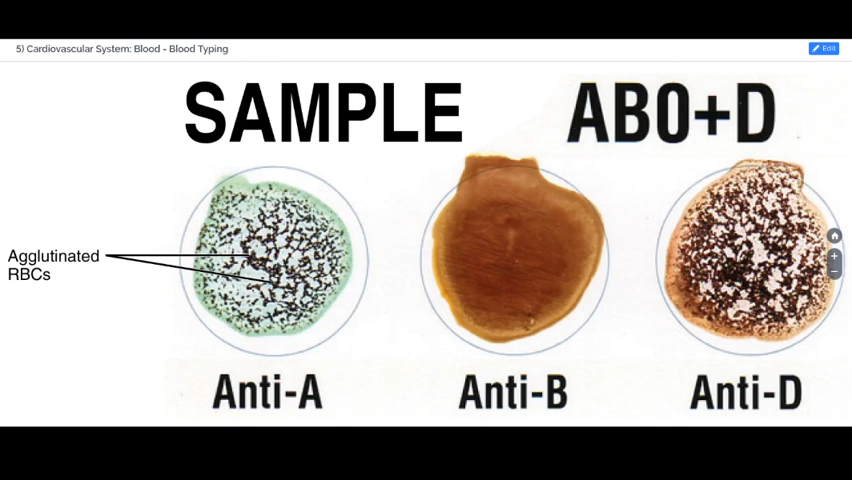 5) Cardiovascular System: Blood - Blood Typing
Edit
SAMPLE
ABO+D
Agglutinated
RBCs
Anti-A
Anti-B
Anti-D